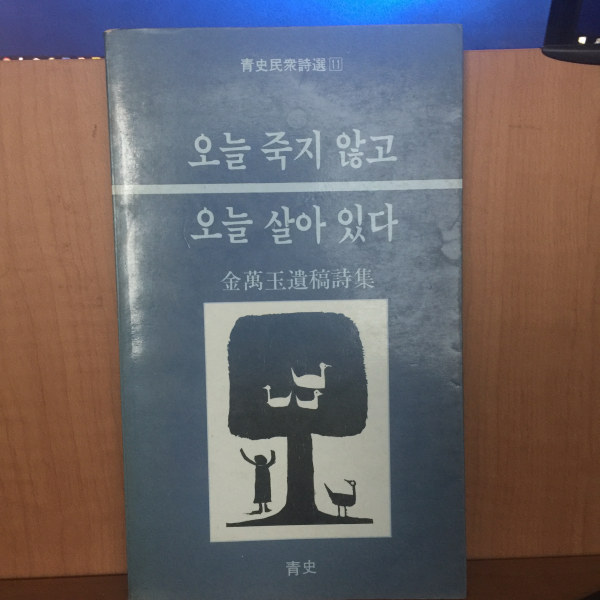 青史民衆詩選 11
오늘 죽지 않고
오늘 살아 있다
金萬玉遺稿詩集
青史